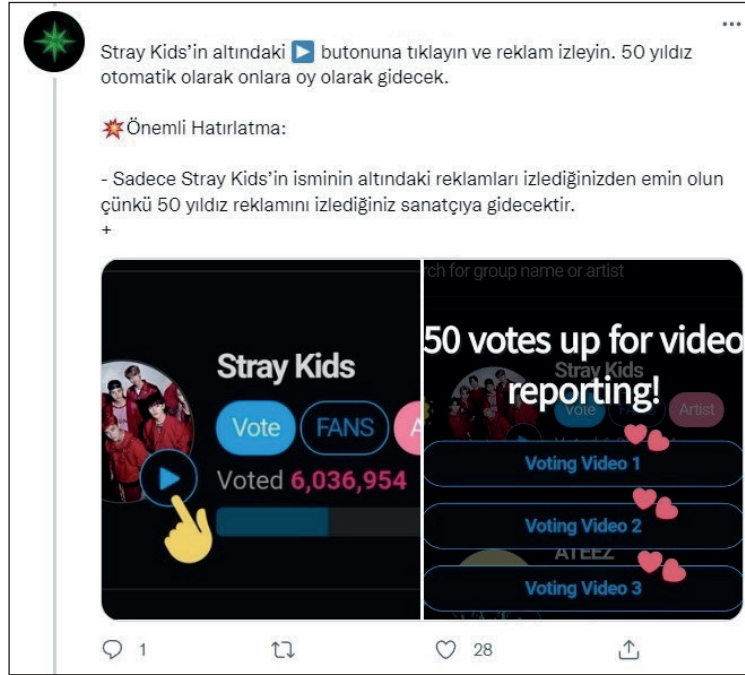 Stray Kids'in altındaki ▶ butonuna tıklayın ve reklam izleyin. 50 yıldız
otomatik olarak onlara oy olarak gidecek.
💥Önemli Hatırlatma:
- Sadece Stray Kids'in isminin altındaki reklamları izlediğinizden emin olun
çünkü 50 yıldız reklamını izlediğiniz sanatçıya gidecektir.
+
Stray Kids
Vote FANS A
Voted 6,036,954
rch for group name or artist
50 votes up for video
reporting!
Stray Kids
Vote Artist
Voting Video 1
Voting Video 2
ATEEZ
Voting Video 3
1 28